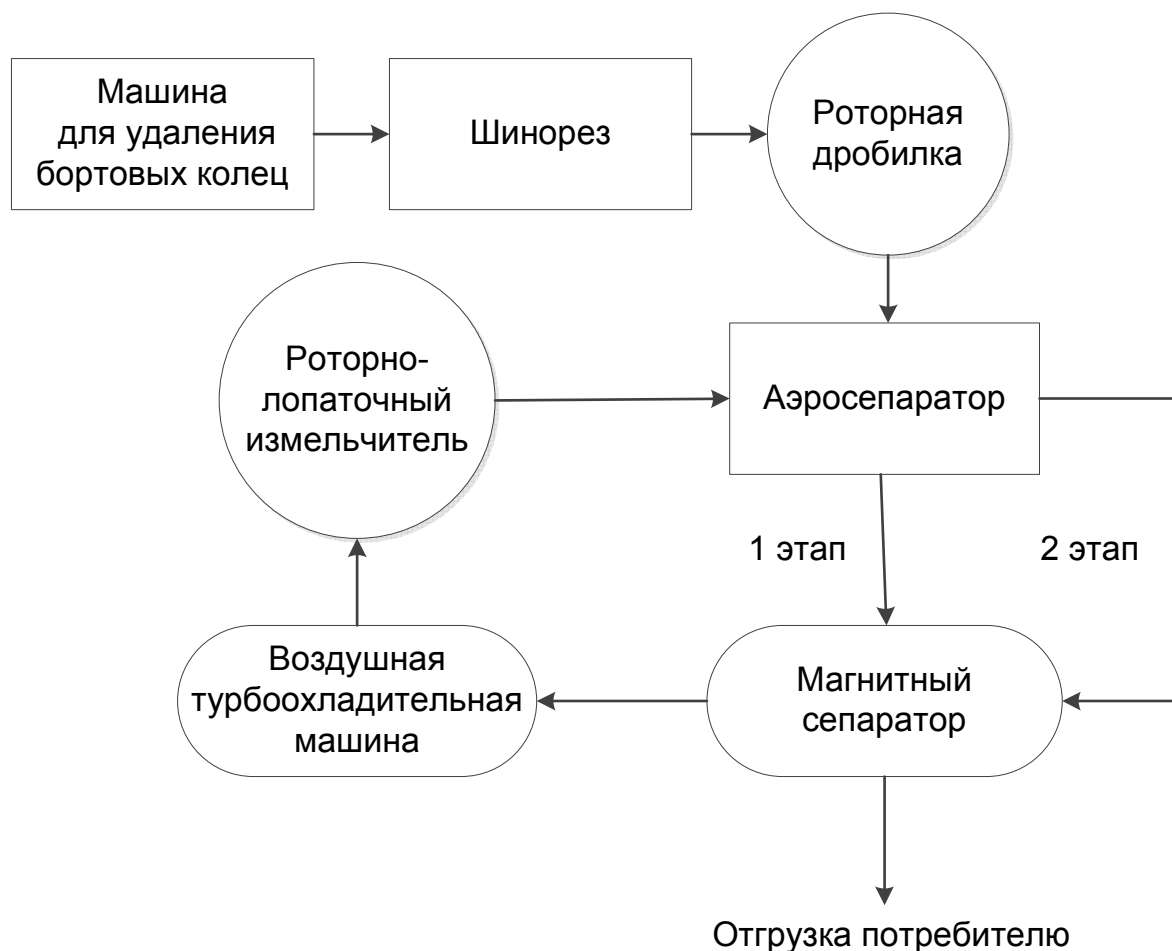 Машина
для удаления
бортовых колец
Шинорез
Роторная
дробилка
Роторно-
лопаточный
измельчитель
Аэросепаратор
1 этап
2 этап
Воздушная
турбоохладительная
машина
Магнитный
сепаратор
Отгрузка потребителю